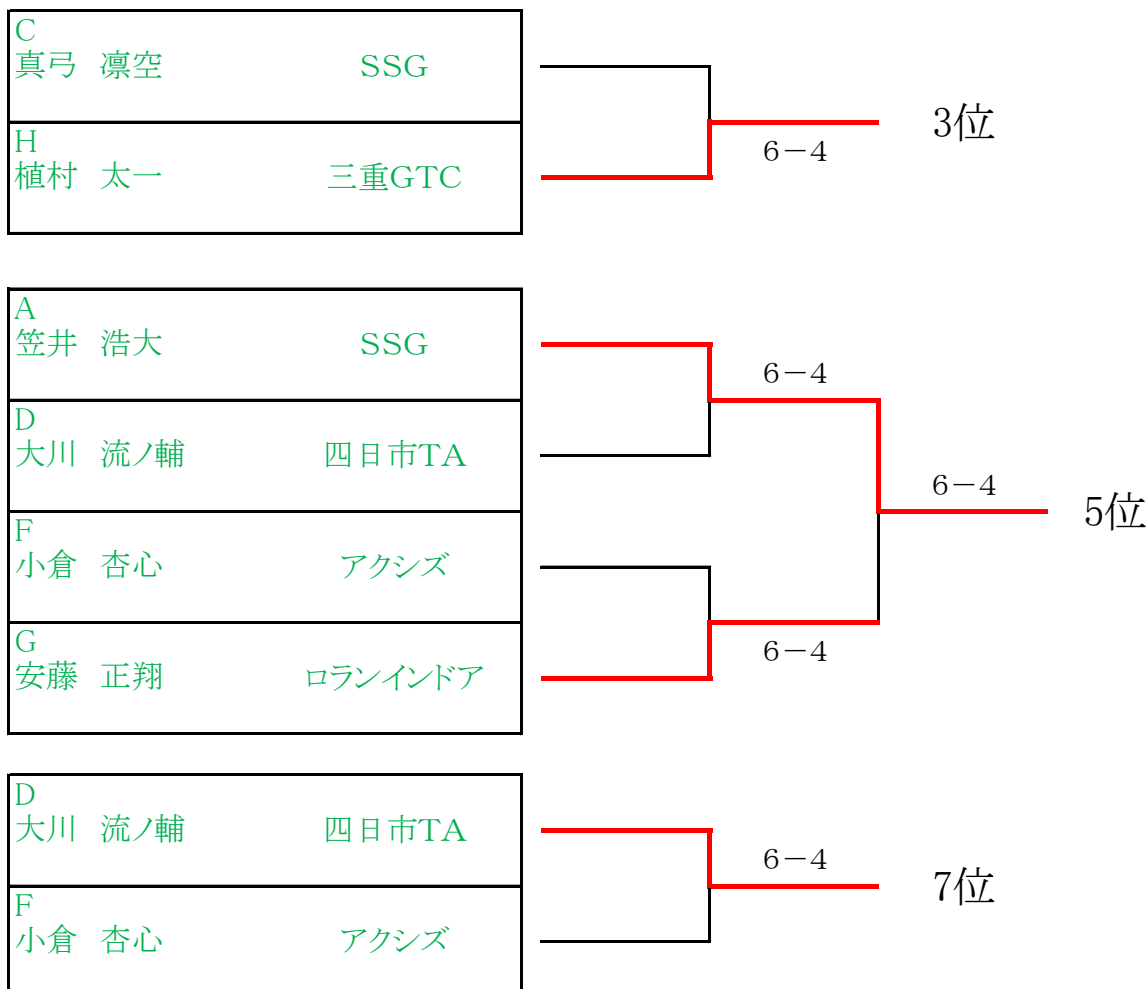 C
真弓 凛空 SSG
6－4 3位
H
植村 太一 三重GTC
A
笠井 浩大 SSG
6－4
D
大川 流ノ輔 四日市TA
6－4 5位
F
小倉 杏心 アクシズ
6－4
G
安藤 正翔 ロランインドア
D
大川 流ノ輔 四日市TA
6－4 7位
F
小倉 杏心 アクシズ